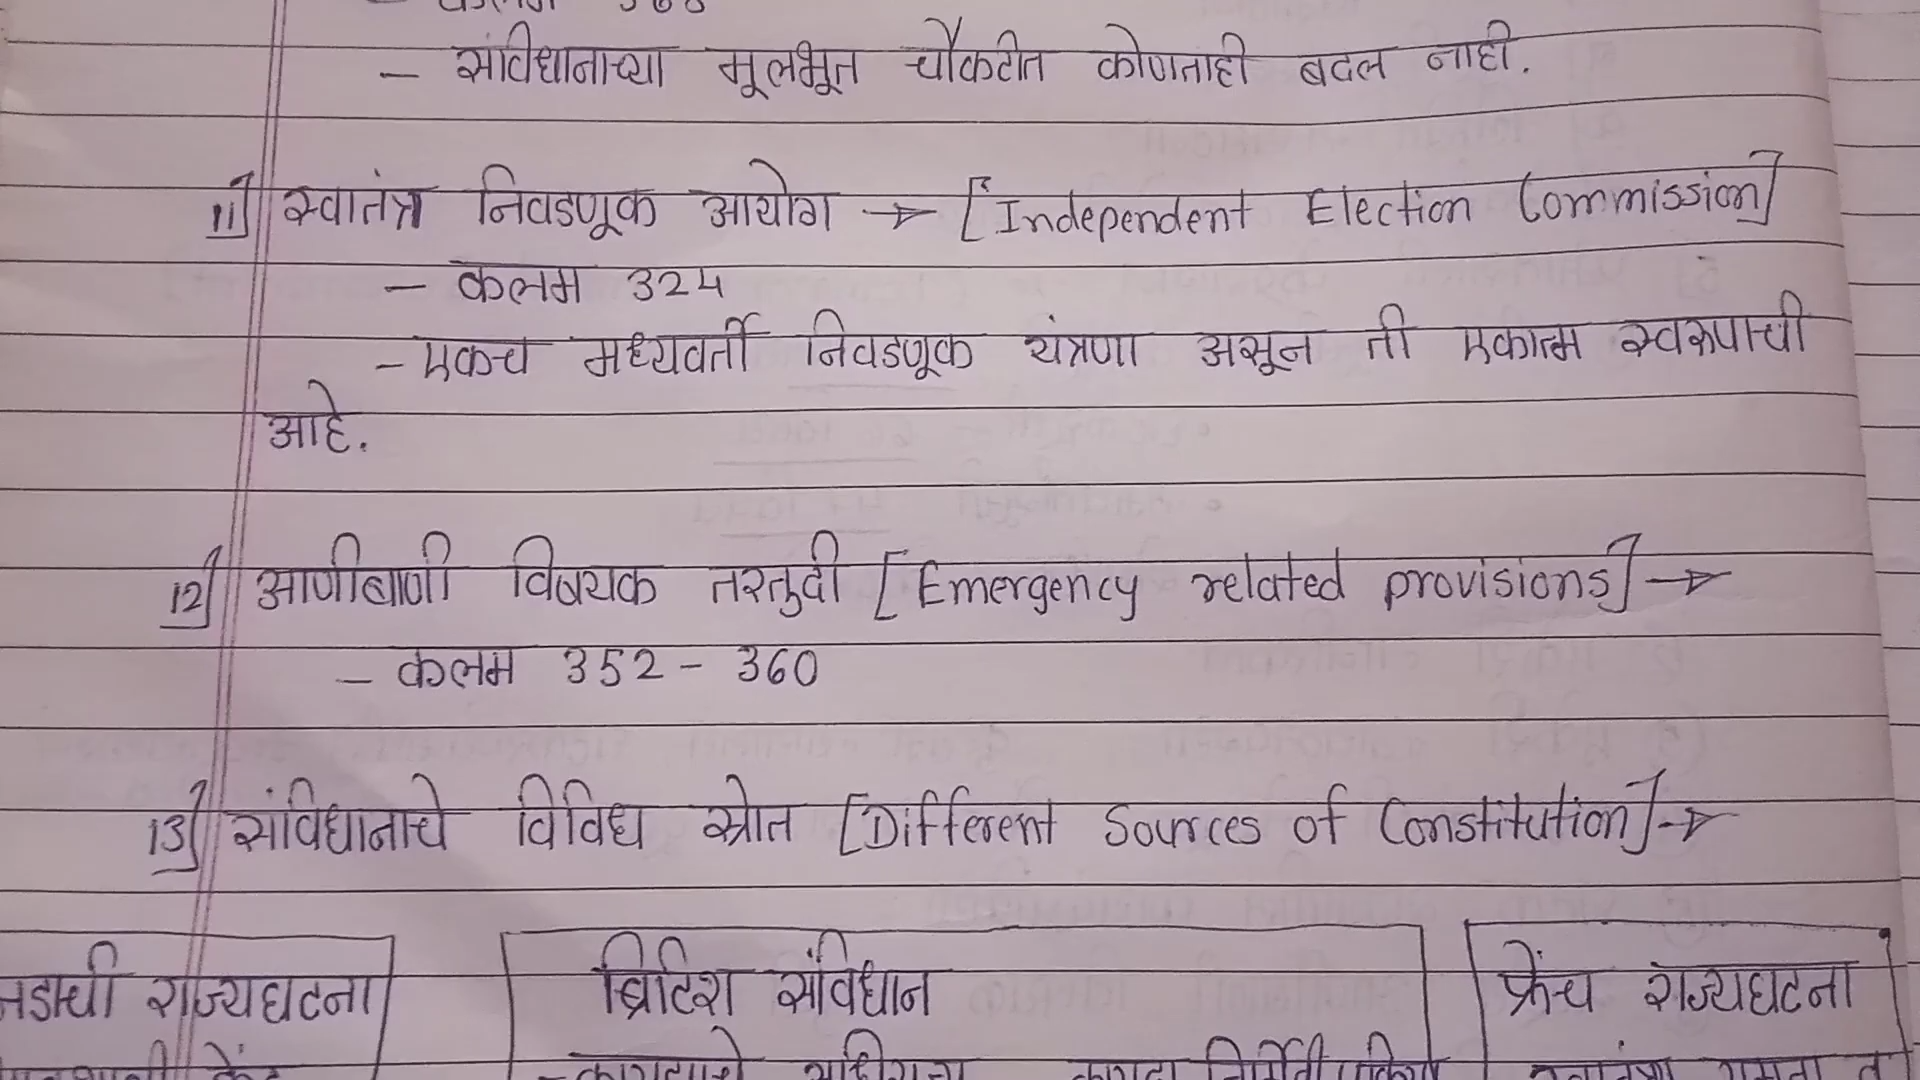 कलम 368
– संविधानाच्या मूलभूत चौकटीत कोणताही बदल नाही.
11] स्वातंत्र निवडणूक आयोग → [Independent Election Commission]
– कलम 324
– एकच मध्यवर्ती निवडणूक यंत्रणा असून ती एकात्म स्वरुपाची
आहे.
12] आणीबाणी विषयक तरतुदी [Emergency related provisions] →
– कलम 352 – 360
13] संविधानाचे विविध स्रोत [Different Sources of Constitution] →
राज्यघटना ब्रिटिश संविधान फ्रेंच राज्यघटना